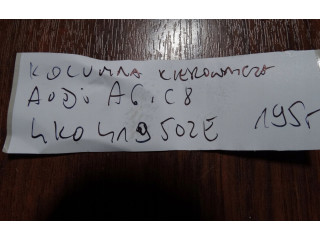 KOLUMNA KIEROWNICZA
AUDI A6.C8
4K0419502E 195,-